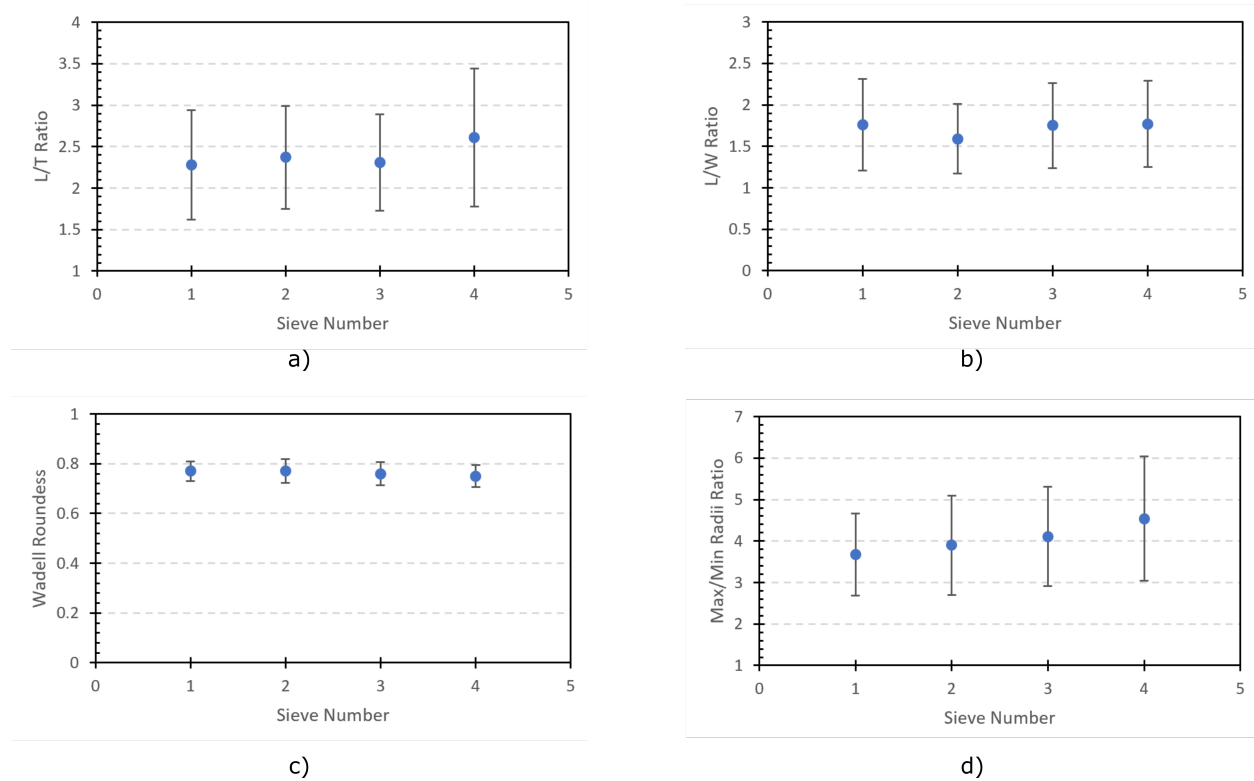 4
3.5
3
2.5
2
1.5
1
0 1 2 3 4 5
L/T Ratio
Sieve Number
a)
3
2.5
2
1.5
1
0.5
0
0 1 2 3 4 5
L/W Ratio
Sieve Number
b)
1
0.8
0.6
0.4
0.2
0
0 1 2 3 4 5
Wadell Roundess
Sieve Number
c)
7
6
5
4
3
2
1
0 1 2 3 4 5
Max/Min Radii Ratio
Sieve Number
d)